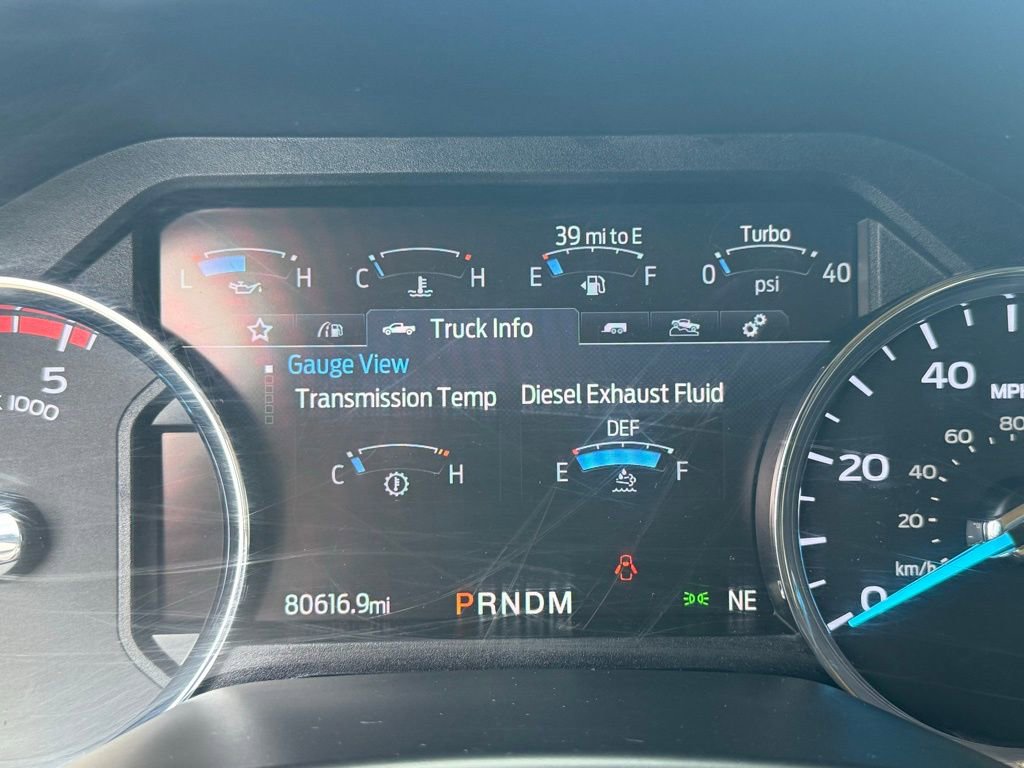 39 mi to E
Turbo
L H
C H
E F
0 40
psi
Truck Info
Gauge View
Transmission Temp
Diesel Exhaust Fluid
DEF
C H
E F
80616.9mi
PRNDM
NE
5
x 1000
40
MPH
80
60
20
40
20
km/h
0